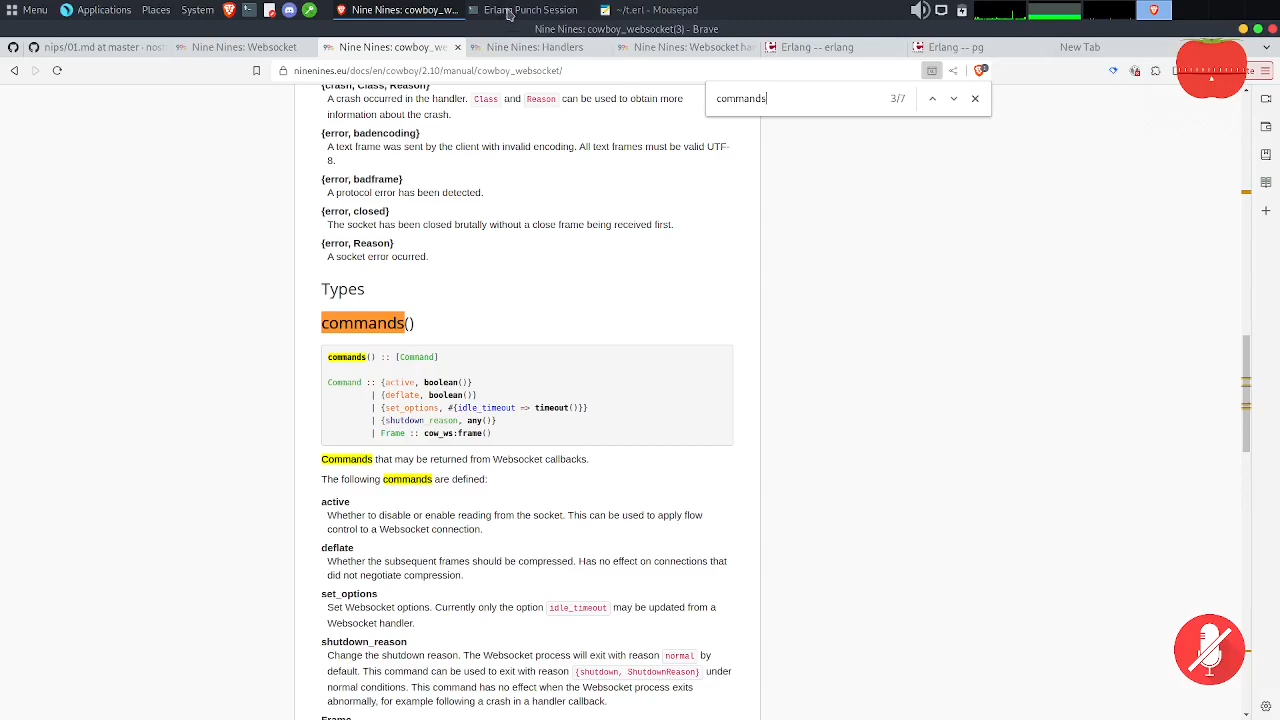 Menu Applications Places System Nine Nines: cowboy_w... Punch Session ~/t.erl - Mousepad
Nine Nines: cowboy_websocket(3) - Brave
nips/01.md at master · nost Nine Nines: Websocket Nine Nines: cowboy_we Nine Nines: Handlers Nine Nines: Websocket ha Erlang -- erlang Erlang -- pg New Tab
ninenines.eu/docs/en/cowboy/2.10/manual/cowboy_websocket/
commands 3/7
{crash, Class, Reason}
A crash occurred in the handler. Class and Reason can be used to obtain more
information about the crash.
{error, badencoding}
A text frame was sent by the client with invalid encoding. All text frames must be valid UTF-
8.
{error, badframe}
A protocol error has been detected.
{error, closed}
The socket has been closed brutally without a close frame being received first.
{error, Reason}
A socket error ocurred.
Types
commands()
commands() :: [Command]
Command :: {active, boolean()}
| {deflate, boolean()}
| {set_options, #{idle_timeout => timeout()}}
| {shutdown_reason, any()}
| Frame :: cow_ws:frame()
Commands that may be returned from Websocket callbacks.
The following commands are defined:
active
Whether to disable or enable reading from the socket. This can be used to apply flow
control to a Websocket connection.
deflate
Whether the subsequent frames should be compressed. Has no effect on connections that
did not negotiate compression.
set_options
Set Websocket options. Currently only the option idle_timeout may be updated from a
Websocket handler.
shutdown_reason
Change the shutdown reason. The Websocket process will exit with reason normal by
default. This command can be used to exit with reason {shutdown, ShutdownReason} under
normal conditions. This command has no effect when the Websocket process exits
abnormally, for example following a crash in a handler callback.
Frame